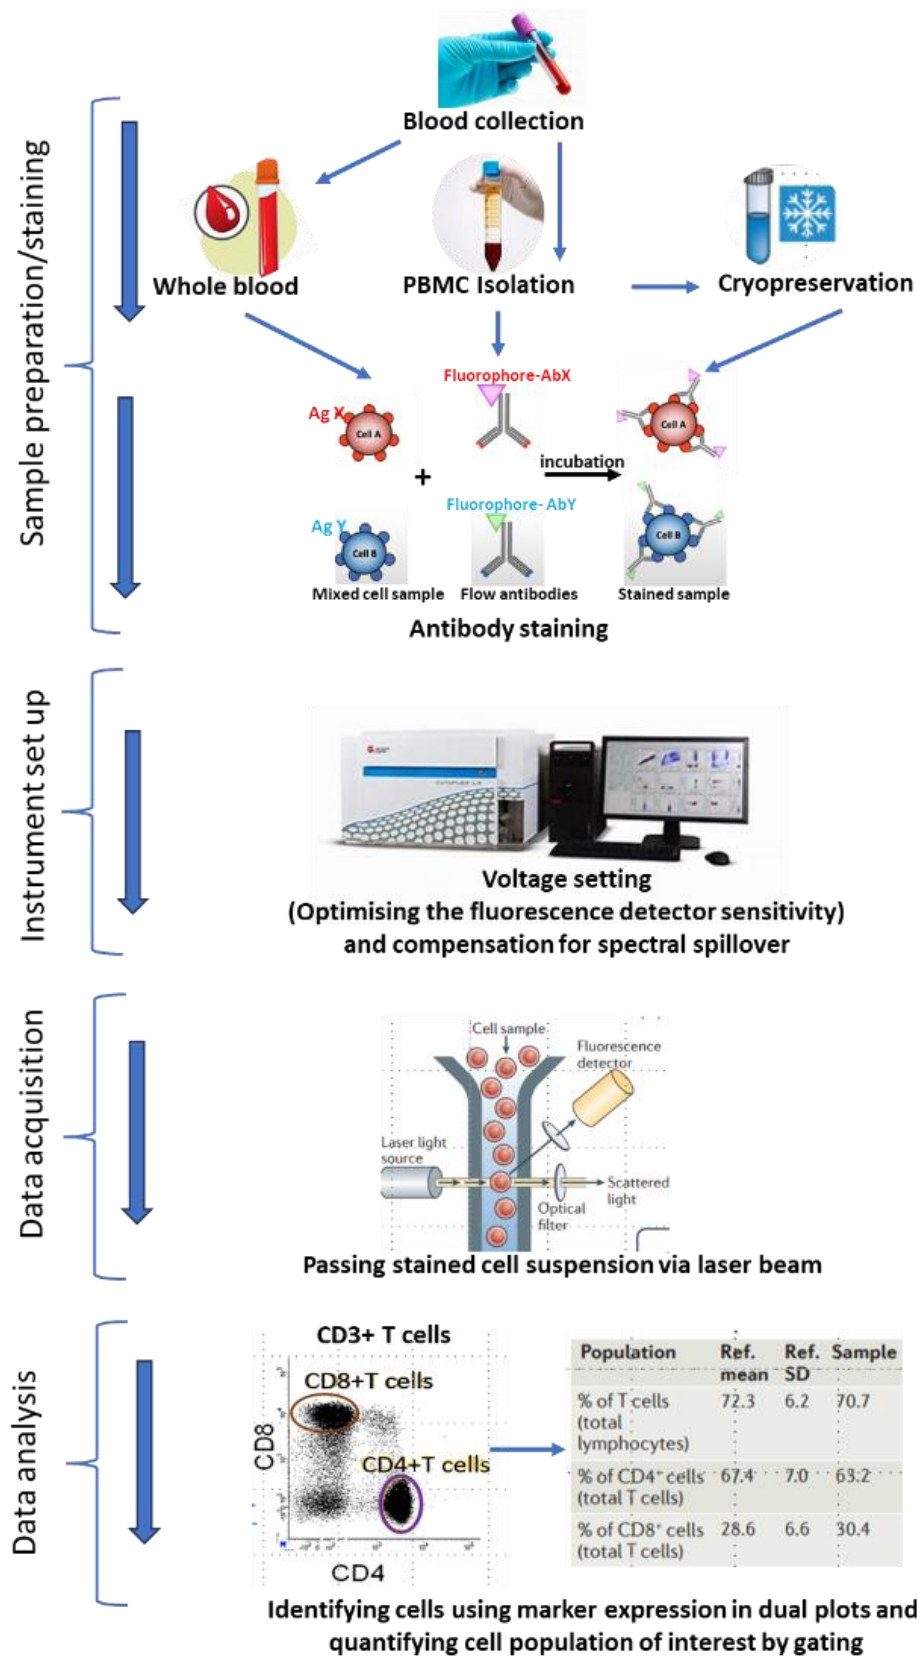 Blood collection
Sample preparation/staining
Whole blood
PBMC Isolation
Cryopreservation
Fluorophore-AbX
Ag X
Cell A
Cell A
incubation
+
Fluorophore- AbY
Ag Y
Cell B
Cell B
Mixed cell sample
Flow antibodies
Stained sample
Antibody staining
Instrument set up
Voltage setting
(Optimising the fluorescence detector sensitivity)
and compensation for spectral spillover
Data acquisition
Cell sample
Fluorescence
detector
Laser light
source
Scattered
light
Optical
filter
Passing stained cell suspension via laser beam
Data analysis
CD3+ T cells
CD8+T cells
CD4+T cells
CD8
CD4
Population Ref. mean Ref. SD Sample
% of T cells (total lymphocytes) 72.3 6.2 70.7
% of CD4+ cells (total T cells) 67.4 7.0 63.2
% of CD8+ cells (total T cells) 28.6 6.6 30.4
Identifying cells using marker expression in dual plots and
quantifying cell population of interest by gating